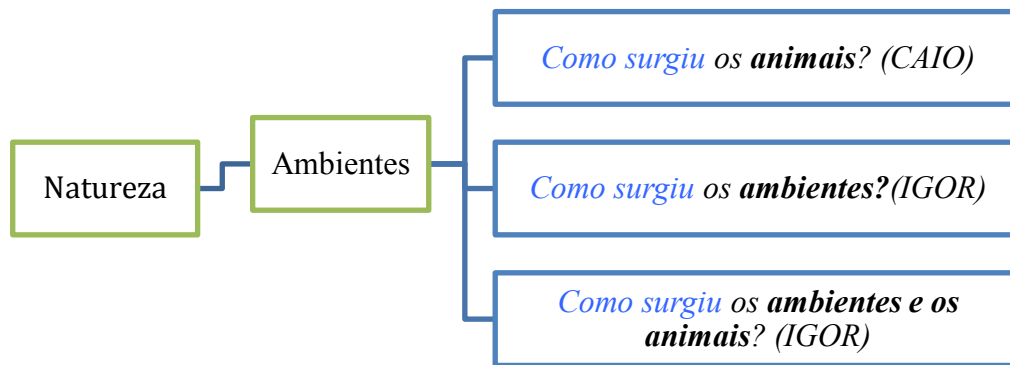 Natureza
Ambientes
Como surgiu os animais? (CAIO)
Como surgiu os ambientes?(IGOR)
Como surgiu os ambientes e os
animais? (IGOR)